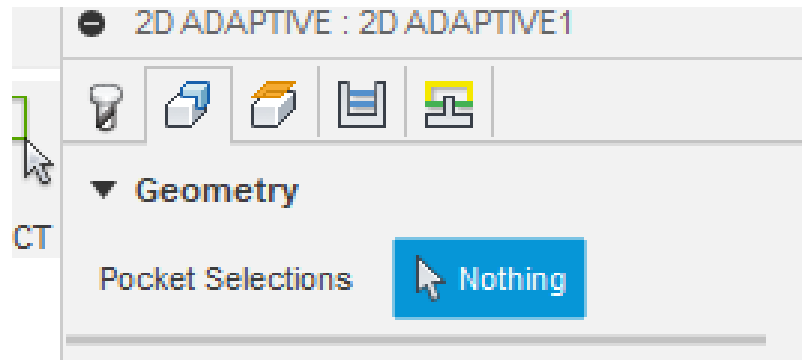 2D ADAPTIVE : 2D ADAPTIVE1
Geometry
CT
Pocket Selections Nothing